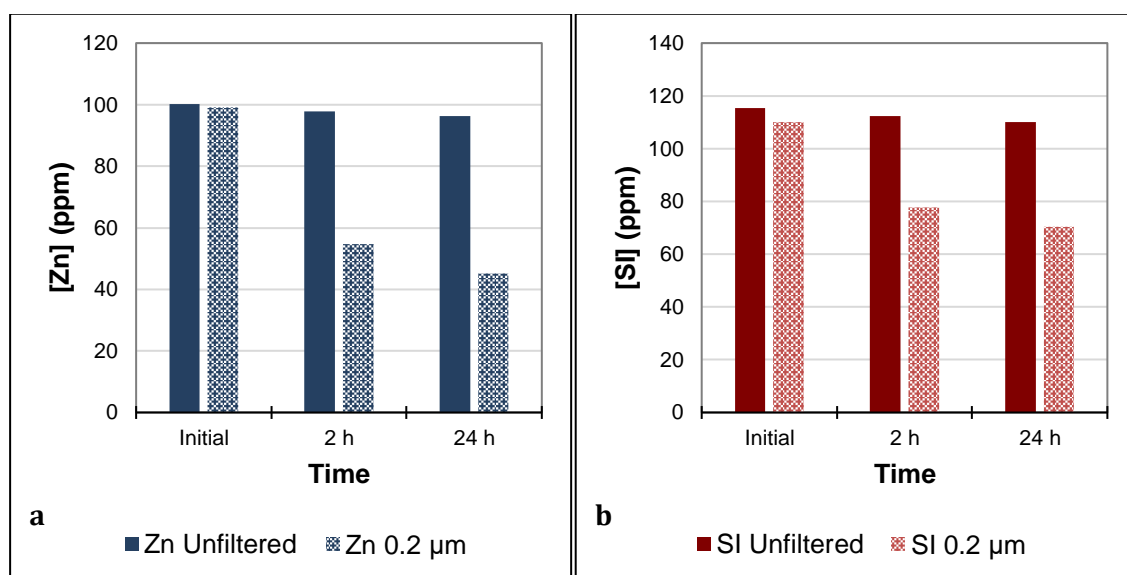 120
100
80
60
40
20
0
[Zn] (ppm)
Initial 2 h 24 h
Time
a
Zn Unfiltered Zn 0.2 µm
140
120
100
80
60
40
20
0
[SI] (ppm)
Initial 2 h 24 h
Time
b
SI Unfiltered SI 0.2 µm